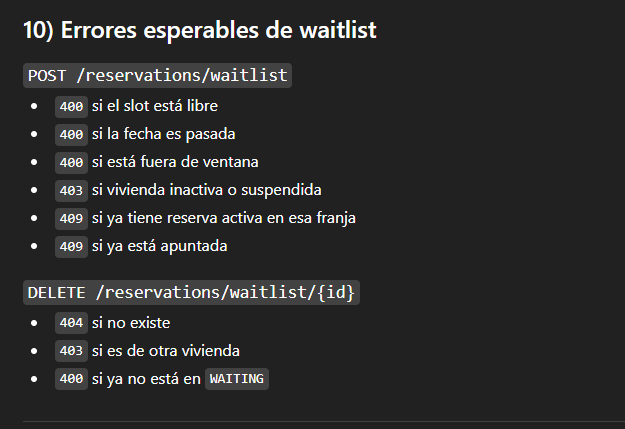 10) Errores esperables de waitlist
POST /reservations/waitlist
400 si el slot está libre
400 si la fecha es pasada
400 si está fuera de ventana
403 si vivienda inactiva o suspendida
409 si ya tiene reserva activa en esa franja
409 si ya está apuntada
DELETE /reservations/waitlist/{id}
404 si no existe
403 si es de otra vivienda
400 si ya no está en WAITING